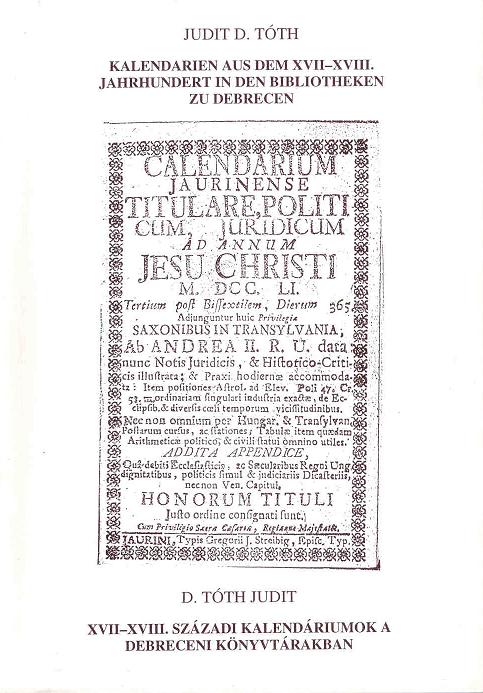 JUDIT D. TÓTH
KALENDARIEN AUS DEM XVII–XVIII.
JAHRHUNDERT IN DEN BIBLIOTHEKEN
ZU DEBRECEN
CALENDARIUM
JAURINENSE
TITULARE, POLITI
CUM, JURIDICUM
AD ANNUM
JESU CHRISTI
M. DCC. LI.
Tertium post Bissextilem, Dierum 365.
Adjunguntur huic Privilegia
SAXONIBUS IN TRANSYLVANIA,
Ab ANDREA II. R. U. data
nunc Notis Juridicis, & Historico-Criti-
cis illustrata; & Praxi hodiernæ accommoda-
ta: Item positiones Astrol. ad Elev. Poli 47. Gr.
53. m. ordinariam singulari industria exactæ, de Ec-
clipsib. & diversis cœli temporum vicissitudinibus.
Nec non omnium per Hungar. & Transylvan.
Postarum cursus, ac stationes; Tabulæ item quædam
Arithmeticæ politico, & civili statui omnino utiles.
ADDITA APPENDICE,
Quâ debiti Ecclesiasticis, ac Sæcularibus Regni Ung
dignitatibus, politicis simul & judiciariis Dicasteriis,
nec non Ven. Capitul.
HONORUM TITULI
Justo ordine consignati sunt.
Cum Privilegio Sacræ Cæsareæ, Regiæque Majestatis.
JAURINI, Typis Gregorii J. Streibig, Episc. Typ.
D. TÓTH JUDIT
XVII–XVIII. SZÁZADI KALENDÁRIUMOK A
DEBRECENI KÖNYVTÁRAKBAN